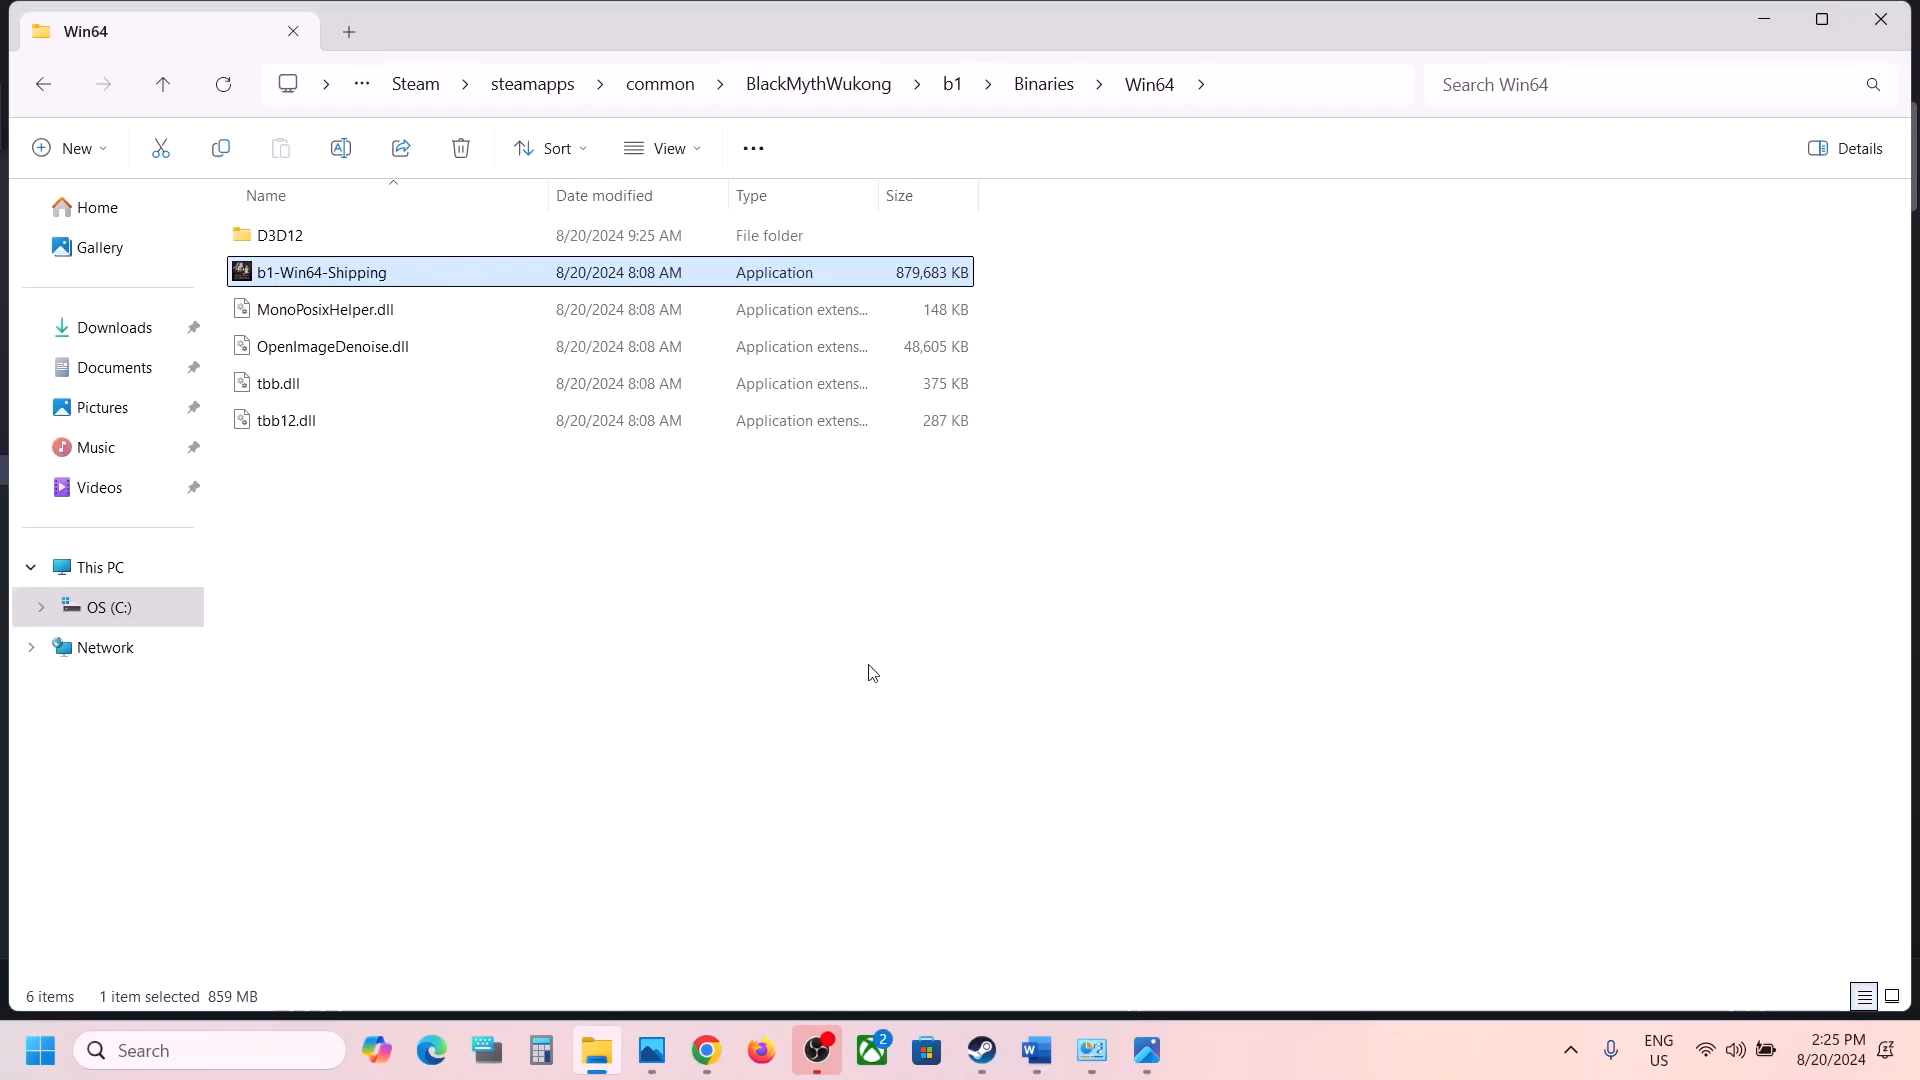 Win64
Steam > steamapps > common > BlackMythWukong > b1 > Binaries > Win64 >
Search Win64
New
Sort
View
Details
Name Date modified Type Size
Home
Gallery
Downloads
Documents
Pictures
Music
Videos
This PC
OS (C:)
Network
D3D12 8/20/2024 9:25 AM File folder
b1-Win64-Shipping 8/20/2024 8:08 AM Application 879,683 KB
MonoPosixHelper.dll 8/20/2024 8:08 AM Application extens... 148 KB
OpenImageDenoise.dll 8/20/2024 8:08 AM Application extens... 48,605 KB
tbb.dll 8/20/2024 8:08 AM Application extens... 375 KB
tbb12.dll 8/20/2024 8:08 AM Application extens... 287 KB
6 items 1 item selected 859 MB
Search
2
ENG
US
2:25 PM
8/20/2024